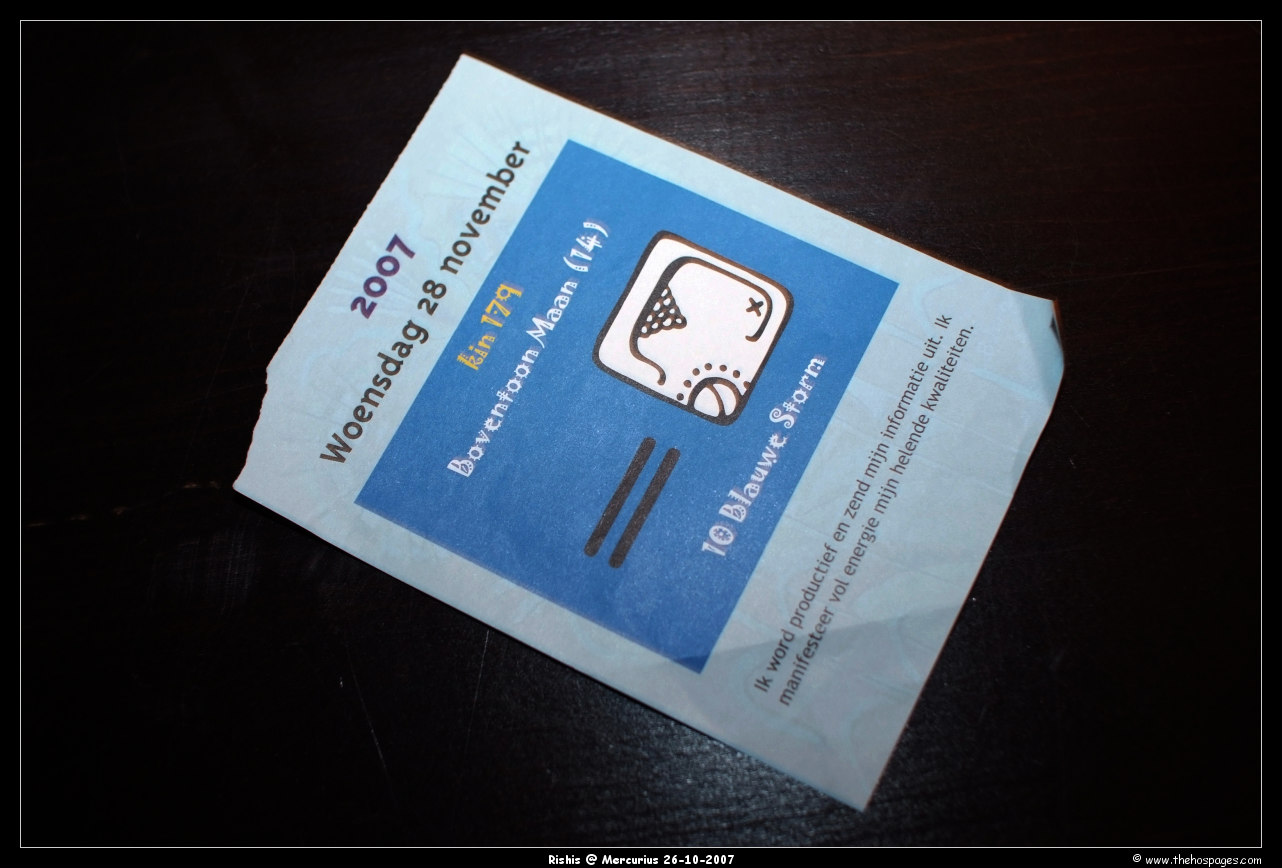 2007
Woensdag 28 november
kin 179
Boventoon Maan (14)
10 Blauwe Storm
Ik word productief en zend mijn informatie uit. Ik
manifesteer vol energie mijn helende kwaliteiten.
Rishis @ Mercurius 26-10-2007
© www.thehospages.com